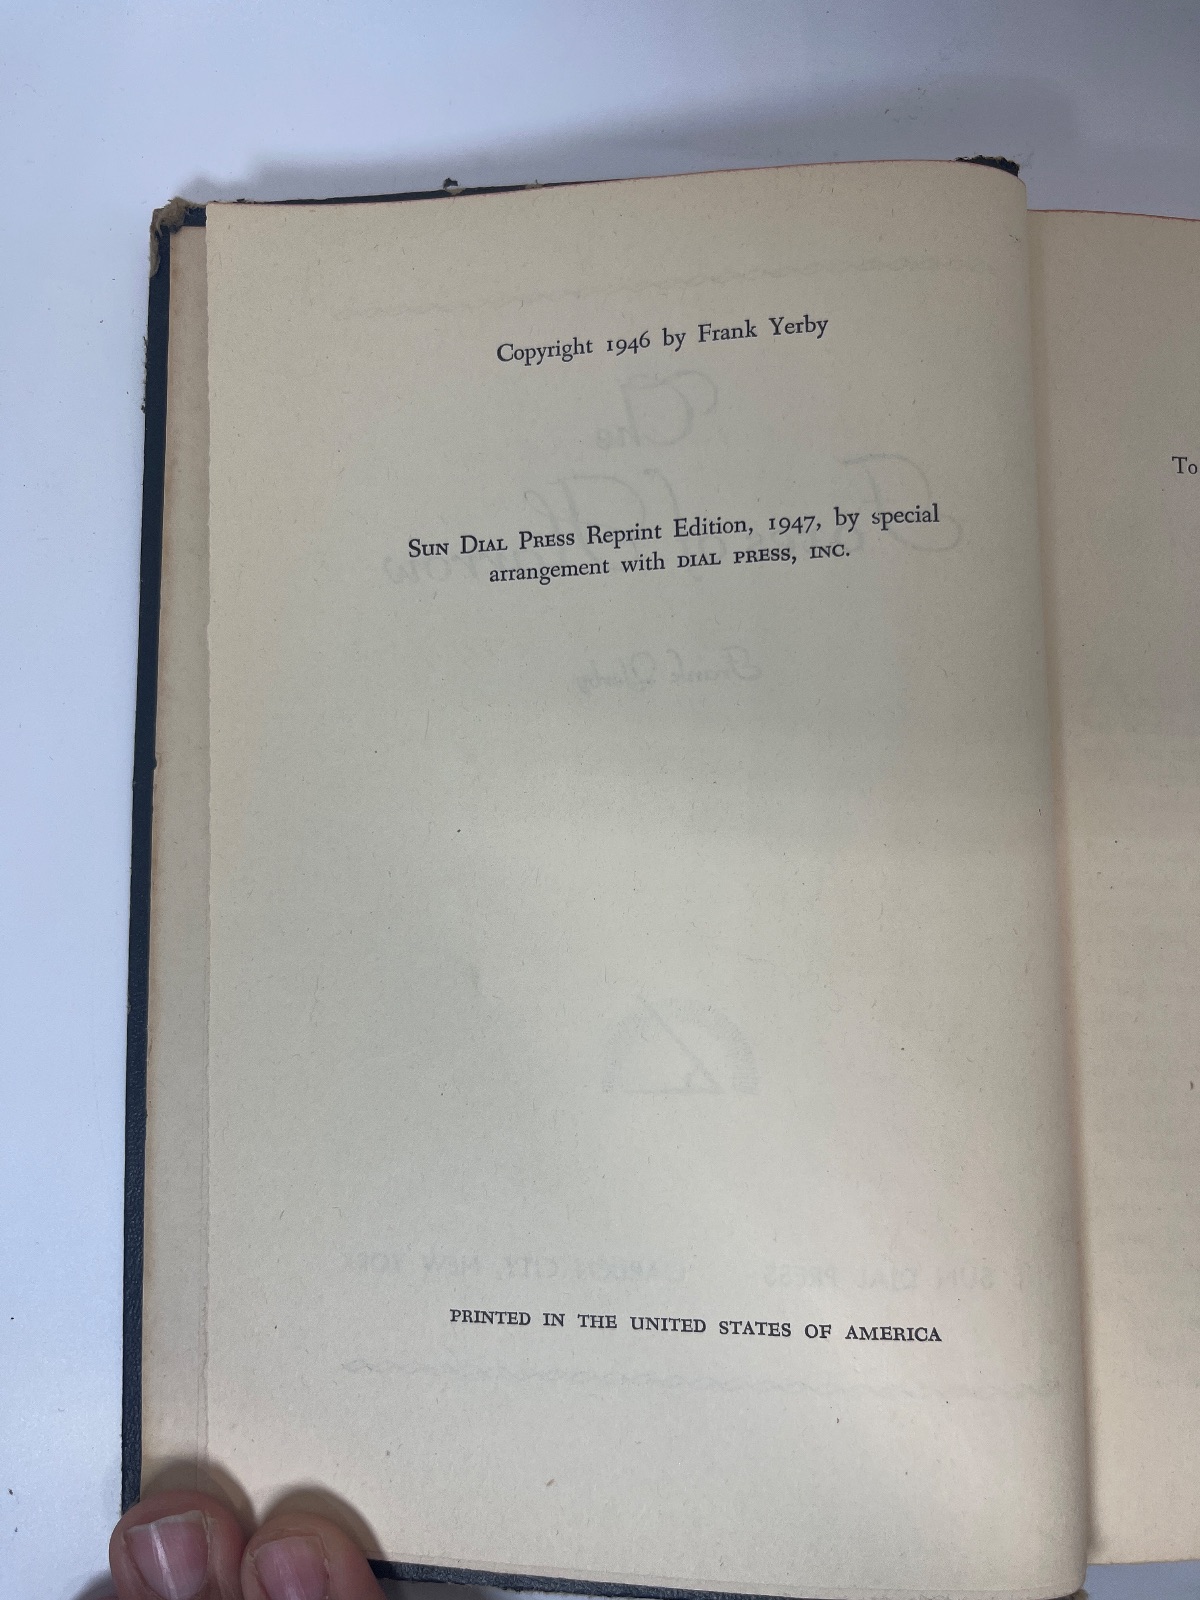 Copyright 1946 by Frank Yerby
SUN DIAL PRESS Reprint Edition, 1947, by special
arrangement with DIAL PRESS, INC.
PRINTED IN THE UNITED STATES OF AMERICA
To